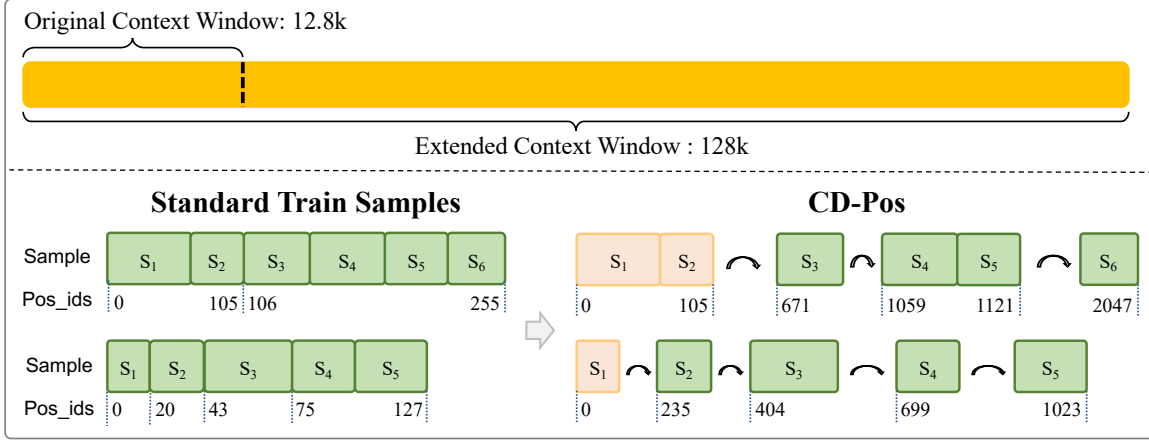 Original Context Window: 12.8k
Extended Context Window : 128k
Standard Train Samples
CD-Pos
Sample S₁ S₂ S₃ S₄ S₅ S₆
Pos_ids 0 105 106 255
S₁ S₂ S₃ S₄ S₅ S₆
0 105 671 1059 1121 2047
Sample S₁ S₂ S₃ S₄ S₅
Pos_ids 0 20 43 75 127
S₁ S₂ S₃ S₄ S₅
0 235 404 699 1023